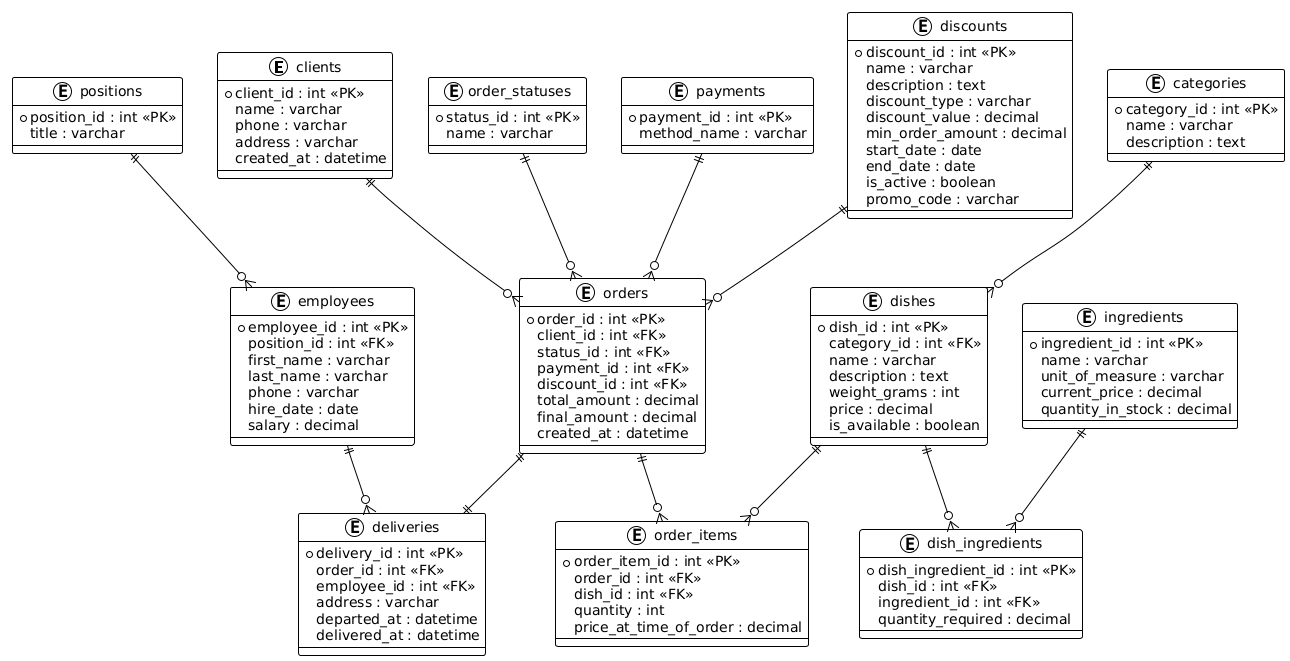 E positions
position_id : int «PK»
title : varchar
E clients
client_id : int «PK»
name : varchar
phone : varchar
address : varchar
created_at : datetime
E order_statuses
status_id : int «PK»
name : varchar
E payments
payment_id : int «PK»
method_name : varchar
E discounts
discount_id : int «PK»
name : varchar
description : text
discount_type : varchar
discount_value : decimal
min_order_amount : decimal
start_date : date
end_date : date
is_active : boolean
promo_code : varchar
E categories
category_id : int «PK»
name : varchar
description : text
E employees
employee_id : int «PK»
position_id : int «FK»
first_name : varchar
last_name : varchar
phone : varchar
hire_date : date
salary : decimal
E orders
order_id : int «PK»
client_id : int «FK»
status_id : int «FK»
payment_id : int «FK»
discount_id : int «FK»
total_amount : decimal
final_amount : decimal
created_at : datetime
E dishes
dish_id : int «PK»
category_id : int «FK»
name : varchar
description : text
weight_grams : int
price : decimal
is_available : boolean
E ingredients
ingredient_id : int «PK»
name : varchar
unit_of_measure : varchar
current_price : decimal
quantity_in_stock : decimal
E deliveries
delivery_id : int «PK»
order_id : int «FK»
employee_id : int «FK»
address : varchar
departed_at : datetime
delivered_at : datetime
E order_items
order_item_id : int «PK»
order_id : int «FK»
dish_id : int «FK»
quantity : int
price_at_time_of_order : decimal
E dish_ingredients
dish_ingredient_id : int «PK»
dish_id : int «FK»
ingredient_id : int «FK»
quantity_required : decimal